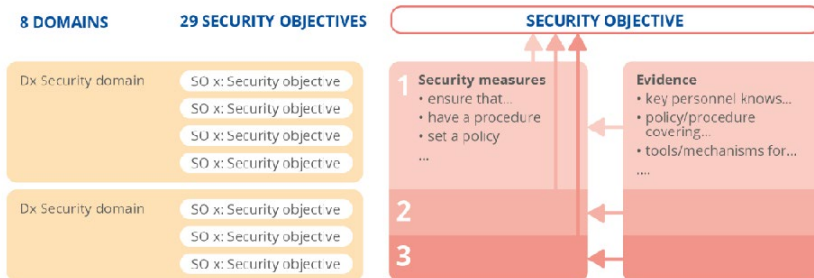 8 DOMAINS
29 SECURITY OBJECTIVES
Dx Security domain
SO x: Security objective
SO x: Security objective
SO x: Security objective
SO x: Security objective
Dx Security domain
SO x: Security objective
SO x: Security objective
SO x: Security objective
SECURITY OBJECTIVE
1
Security measures
• ensure that...
• have a procedure
• set a policy
...
2
3
Evidence
• key personnel knows...
• policy/procedure
covering...
• tools/mechanisms for...
....